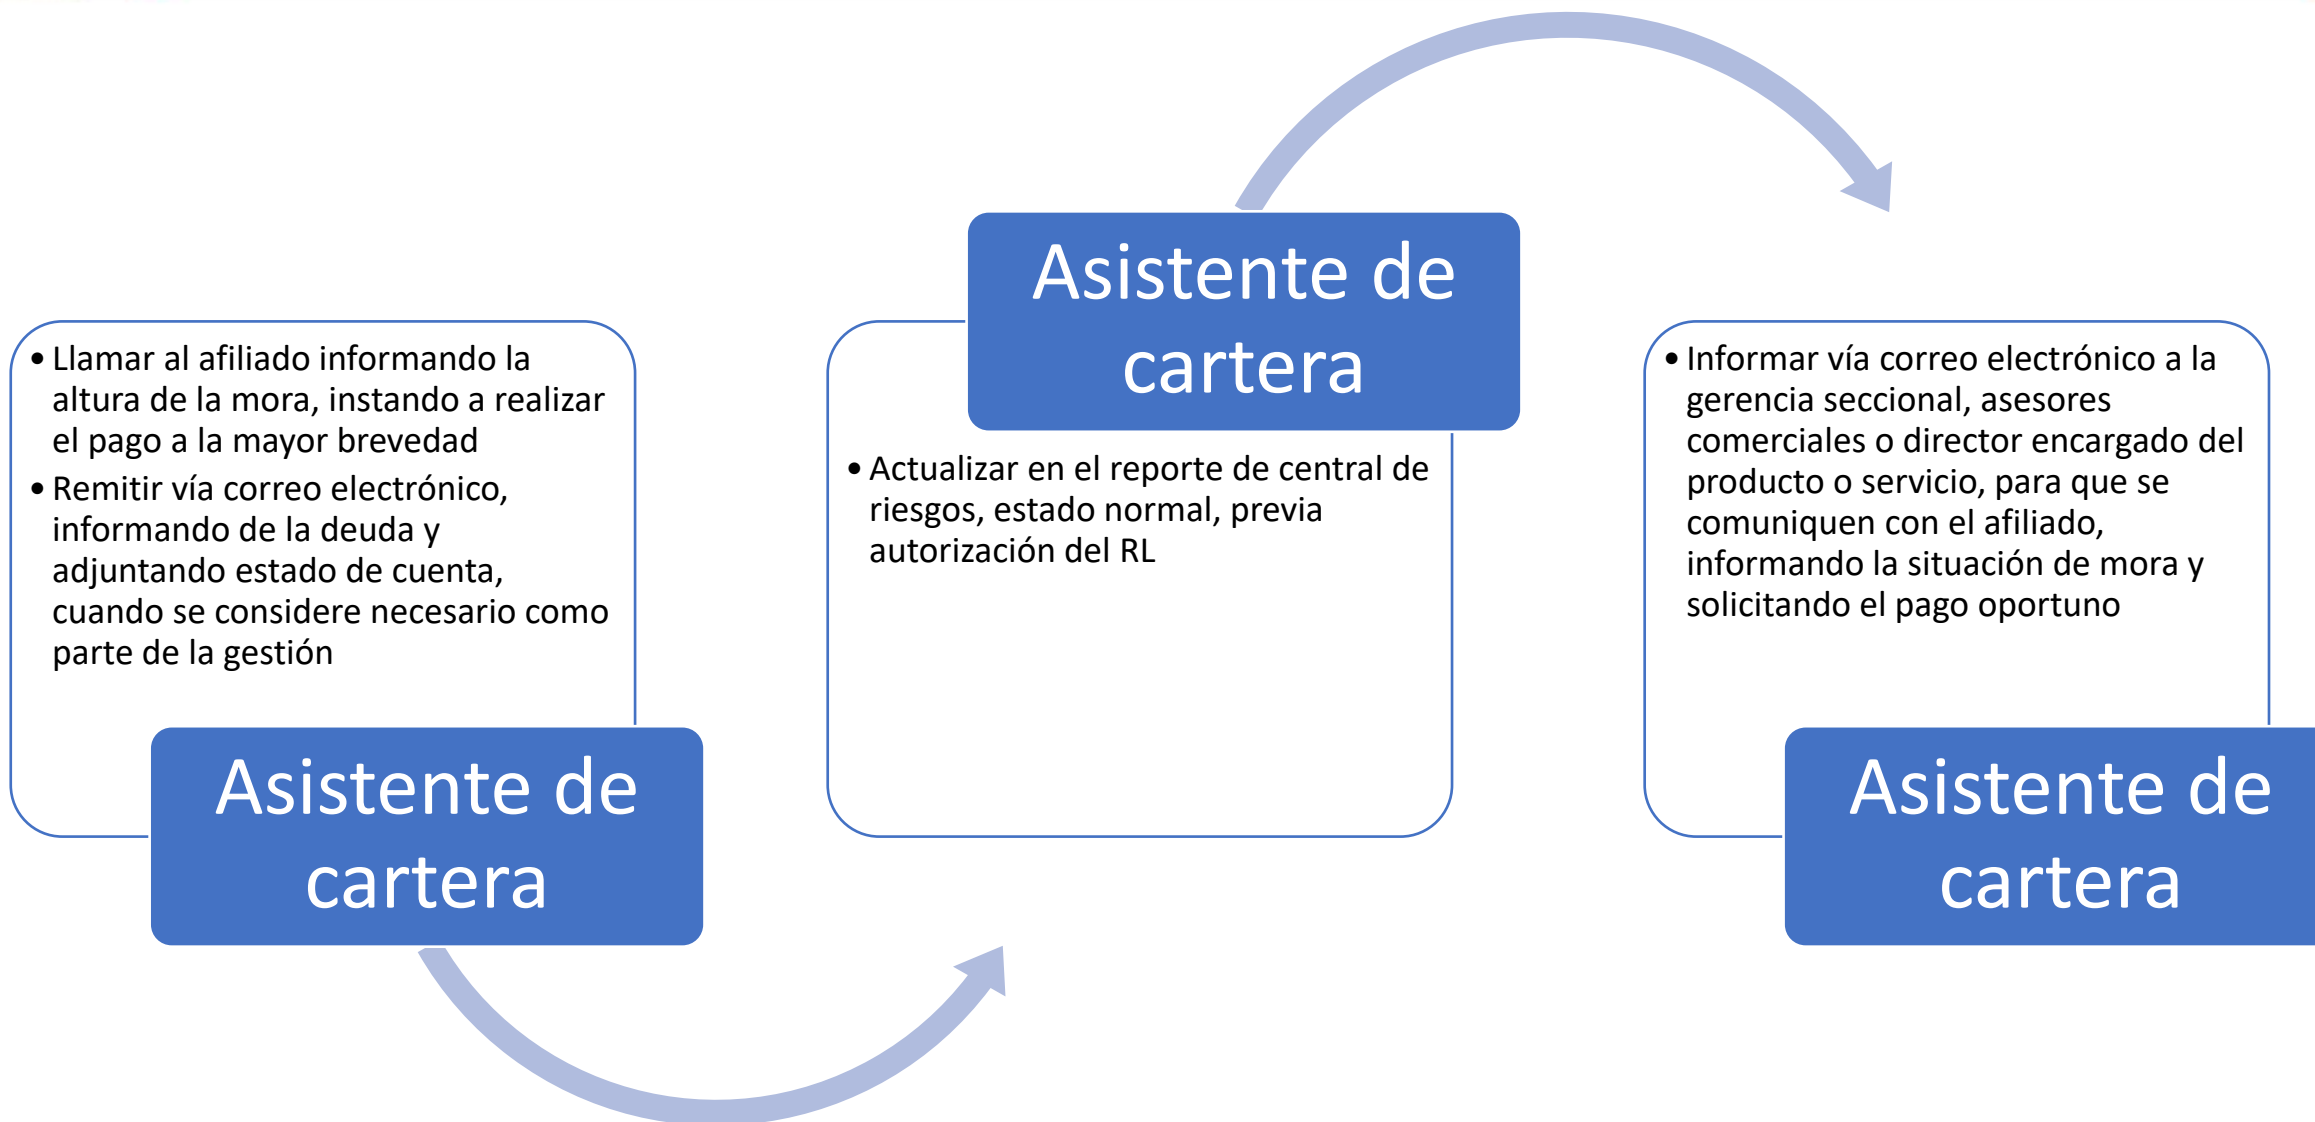 • Llamar al afiliado informando la
altura de la mora, instando a realizar
el pago a la mayor brevedad
• Remitir vía correo electrónico,
informando de la deuda y
adjuntando estado de cuenta,
cuando se considere necesario como
parte de la gestión
Asistente de
cartera
Asistente de
cartera
• Actualizar en el reporte de central de
riesgos, estado normal, previa
autorización del RL
• Informar vía correo electrónico a la
gerencia seccional, asesores
comerciales o director encargado del
producto o servicio, para que se
comuniquen con el afiliado,
informando la situación de mora y
solicitando el pago oportuno
Asistente de
cartera